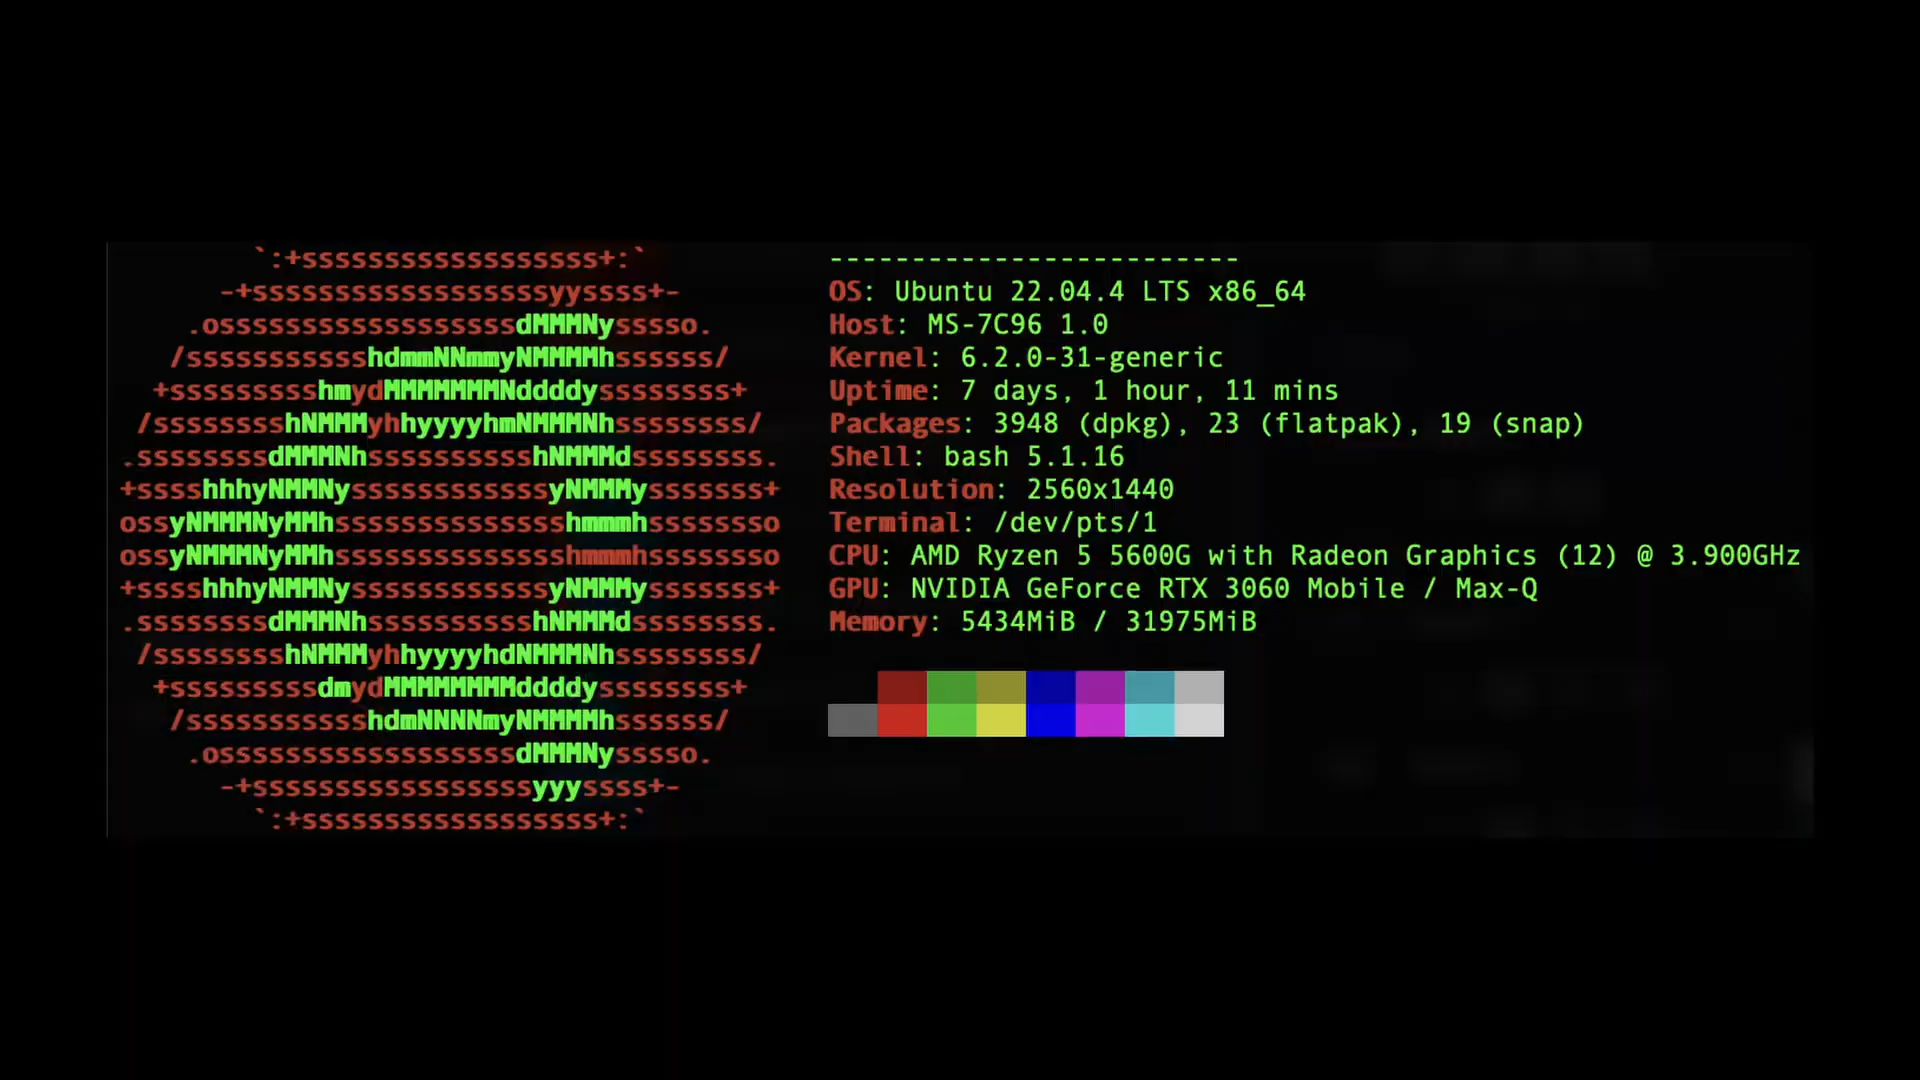 `:+ssssssssssssssssss+:`
-+ssssssssssssssssssyyssss+-
.ossssssssssssssssssdMMMNysssso.
/ssssssssssshdmmNNmmyNMMMMhssssss/
+ssssssssshmydMMMMMMMNddddyssssssss+
/sssssssshNMMMyhhyyyyhmNMMMNhssssssss/
.ssssssssdMMMNhsssssssssshNMMMdssssssss.
+sssshhhyNMMNyssssssssssssyNMMMysssssss+
ossyNMMMNyMMhsssssssssssssshmmmhssssssso
ossyNMMMNyMMhsssssssssssssshmmmhssssssso
+sssshhhyNMMNyssssssssssssyNMMMysssssss+
.ssssssssdMMMNhsssssssssshNMMMdssssssss.
/sssssssshNMMMyhhyyyyhdNMMMNhssssssss/
+sssssssssdmydMMMMMMMMddddyssssssss+
/ssssssssssshdmNNNNmyNMMMMhssssss/
.ossssssssssssssssssdMMMNysssso.
-+sssssssssssssssssyyyssss+-
`:+ssssssssssssssssss+:`
-------------------------
OS: Ubuntu 22.04.4 LTS x86_64
Host: MS-7C96 1.0
Kernel: 6.2.0-31-generic
Uptime: 7 days, 1 hour, 11 mins
Packages: 3948 (dpkg), 23 (flatpak), 19 (snap)
Shell: bash 5.1.16
Resolution: 2560x1440
Terminal: /dev/pts/1
CPU: AMD Ryzen 5 5600G with Radeon Graphics (12) @ 3.900GHz
GPU: NVIDIA GeForce RTX 3060 Mobile / Max-Q
Memory: 5434MiB / 31975MiB